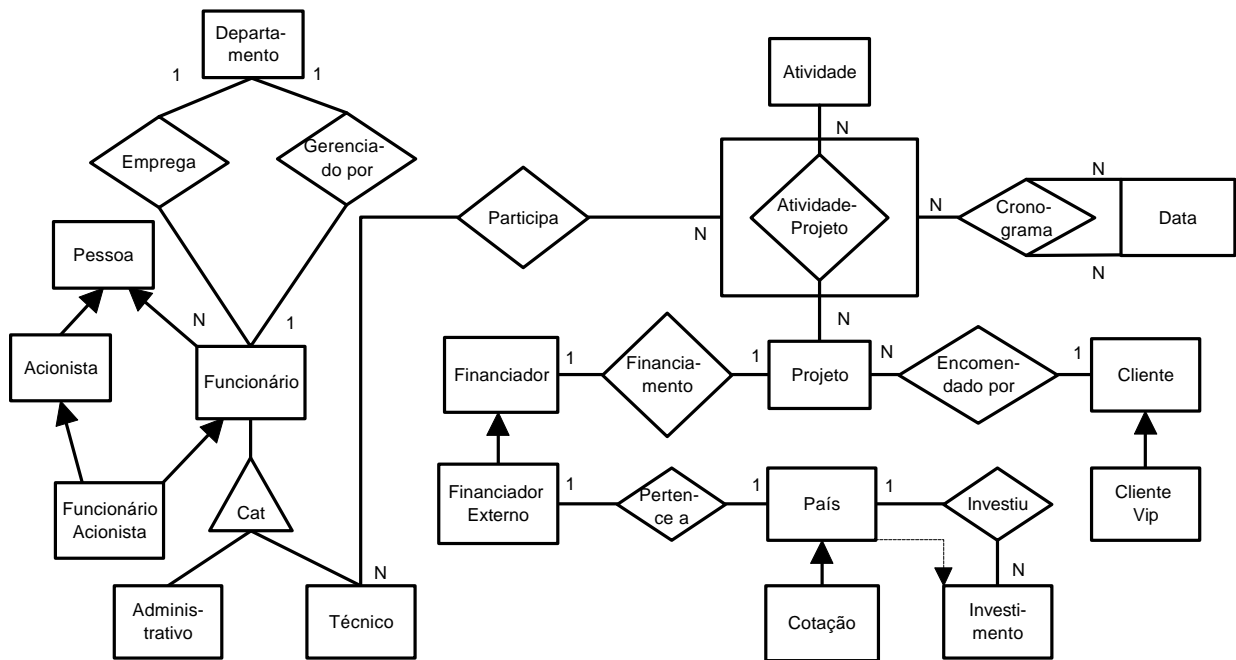 Departa-
mento
1
1
Atividade
N
Emprega
Gerencia-
do por
Participa
N
Atividade-
Projeto
N
N
Crono-
grama
N
Data
Pessoa
N
1
N
Acionista
Funcionário
Financiador
1
Financia-
mento
1
Projeto
N
Encomen-
dado por
1
Cliente
Funcionário
Acionista
Cat
Financiador
Externo
1
Perten-
ce a
1
País
1
Investiu
Cliente
Vip
N
N
Adminis-
trativo
Técnico
Cotação
Investi-
mento